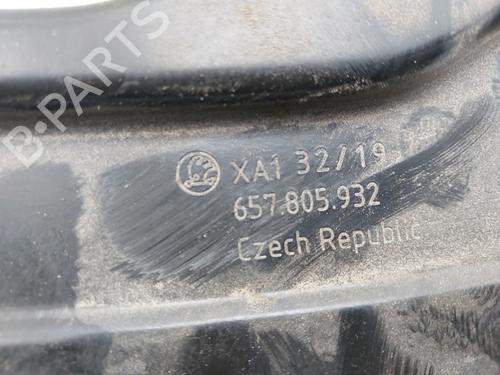 B-PARTS
XA1 32/19
657.805.932
Czech Republic